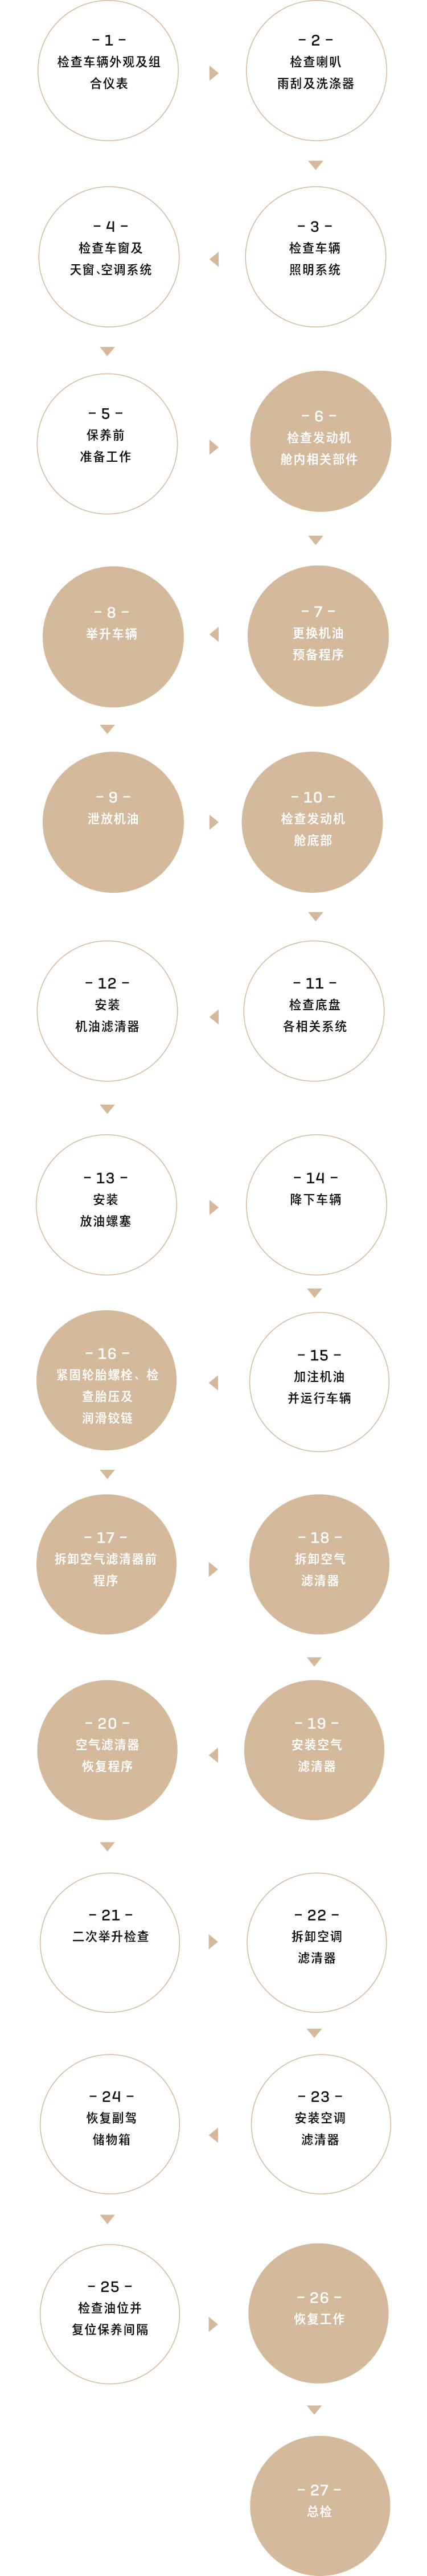 - 1 -
检查车辆外观及组
合仪表
- 2 -
检查喇叭
雨刮及洗涤器
- 3 -
检查车辆
照明系统
- 4 -
检查车窗及
天窗、空调系统
- 5 -
保养前
准备工作
- 6 -
检查发动机
舱内相关部件
- 7 -
更换机油
预备程序
- 8 -
举升车辆
- 9 -
泄放机油
- 10 -
检查发动机
舱底部
- 11 -
检查底盘
各相关系统
- 12 -
安装
机油滤清器
- 13 -
安装
放油螺塞
- 14 -
降下车辆
- 15 -
加注机油
并运行车辆
- 16 -
紧固轮胎螺栓、检
查胎压及
润滑铰链
- 17 -
拆卸空气滤清器前
程序
- 18 -
拆卸空气
滤清器
- 19 -
安装空气
滤清器
- 20 -
空气滤清器
恢复程序
- 21 -
二次举升检查
- 22 -
拆卸空调
滤清器
- 23 -
安装空调
滤清器
- 24 -
恢复副驾
储物箱
- 25 -
检查油位并
复位保养间隔
- 26 -
恢复工作
- 27 -
总检